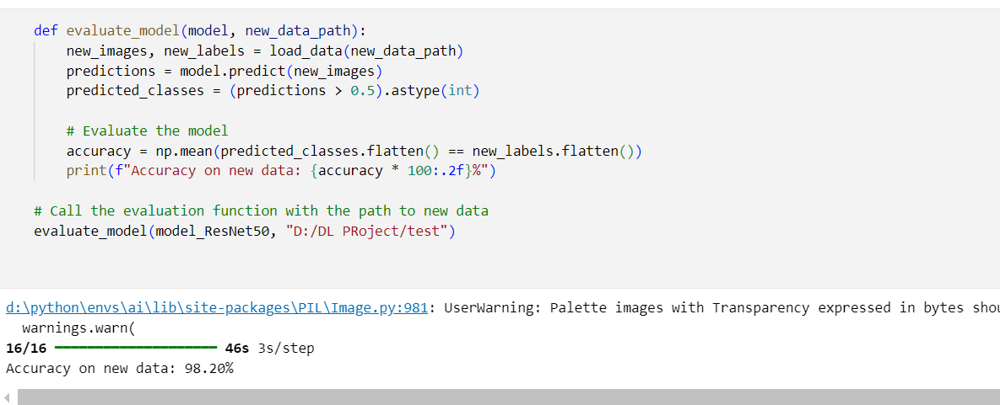 def evaluate_model(model, new_data_path):
    new_images, new_labels = load_data(new_data_path)
    predictions = model.predict(new_images)
    predicted_classes = (predictions > 0.5).astype(int)
    # Evaluate the model
    accuracy = np.mean(predicted_classes.flatten() == new_labels.flatten())
    print(f"Accuracy on new data: {accuracy * 100:.2f}%")
# Call the evaluation function with the path to new data
evaluate_model(model_ResNet50, "D:/DL PRoject/test")
d:\python\envs\ai\lib\site-packages\PIL\Image.py:981: UserWarning: Palette images with Transparency expressed in bytes
  warnings.warn(
16/16 46s 3s/step
Accuracy on new data: 98.20%